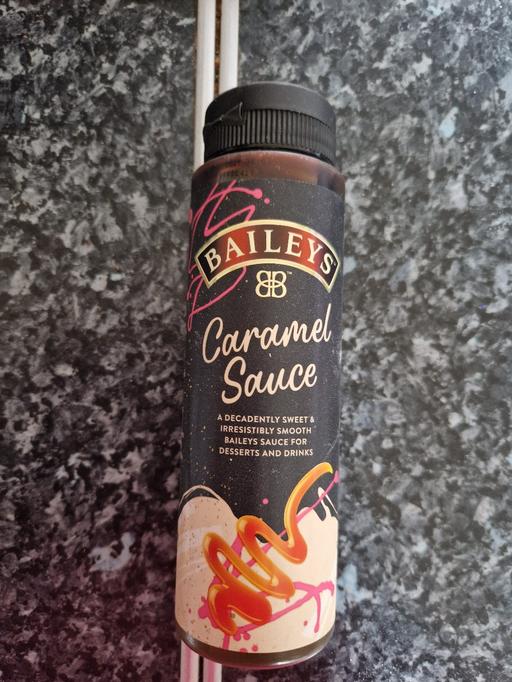 BAILEYS
Caramel
Sauce
A DECADENTLY SWEET &
IRRESISTIBLY SMOOTH
BAILEYS SAUCE FOR
DESSERTS AND DRINKS